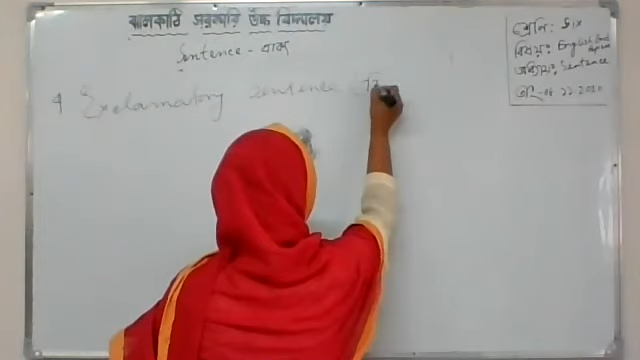 ঝালকাঠি সরকারি উচ্চ বিদ্যালয়
Sentence - বাক্য
শ্রেনি: Six
বিষয়: English
অধ্যায়: Sentence
4 Exclamatory sentence